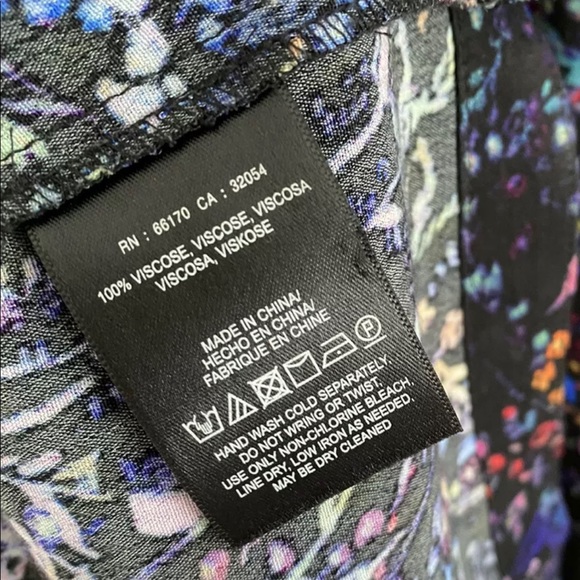 RN : 66170 CA : 32054
100% VISCOSE, VISCOSE, VISCOSA
VISCOSA, VISKOSE
MADE IN CHINA/
HECHO EN CHINA/
FABRIQUE EN CHINE
P
HAND WASH COLD SEPARATELY.
DO NOT WRING OR TWIST.
USE ONLY NON-CHLORINE BLEACH.
LINE DRY, LOW IRON AS NEEDED.
MAY BE DRY CLEANED